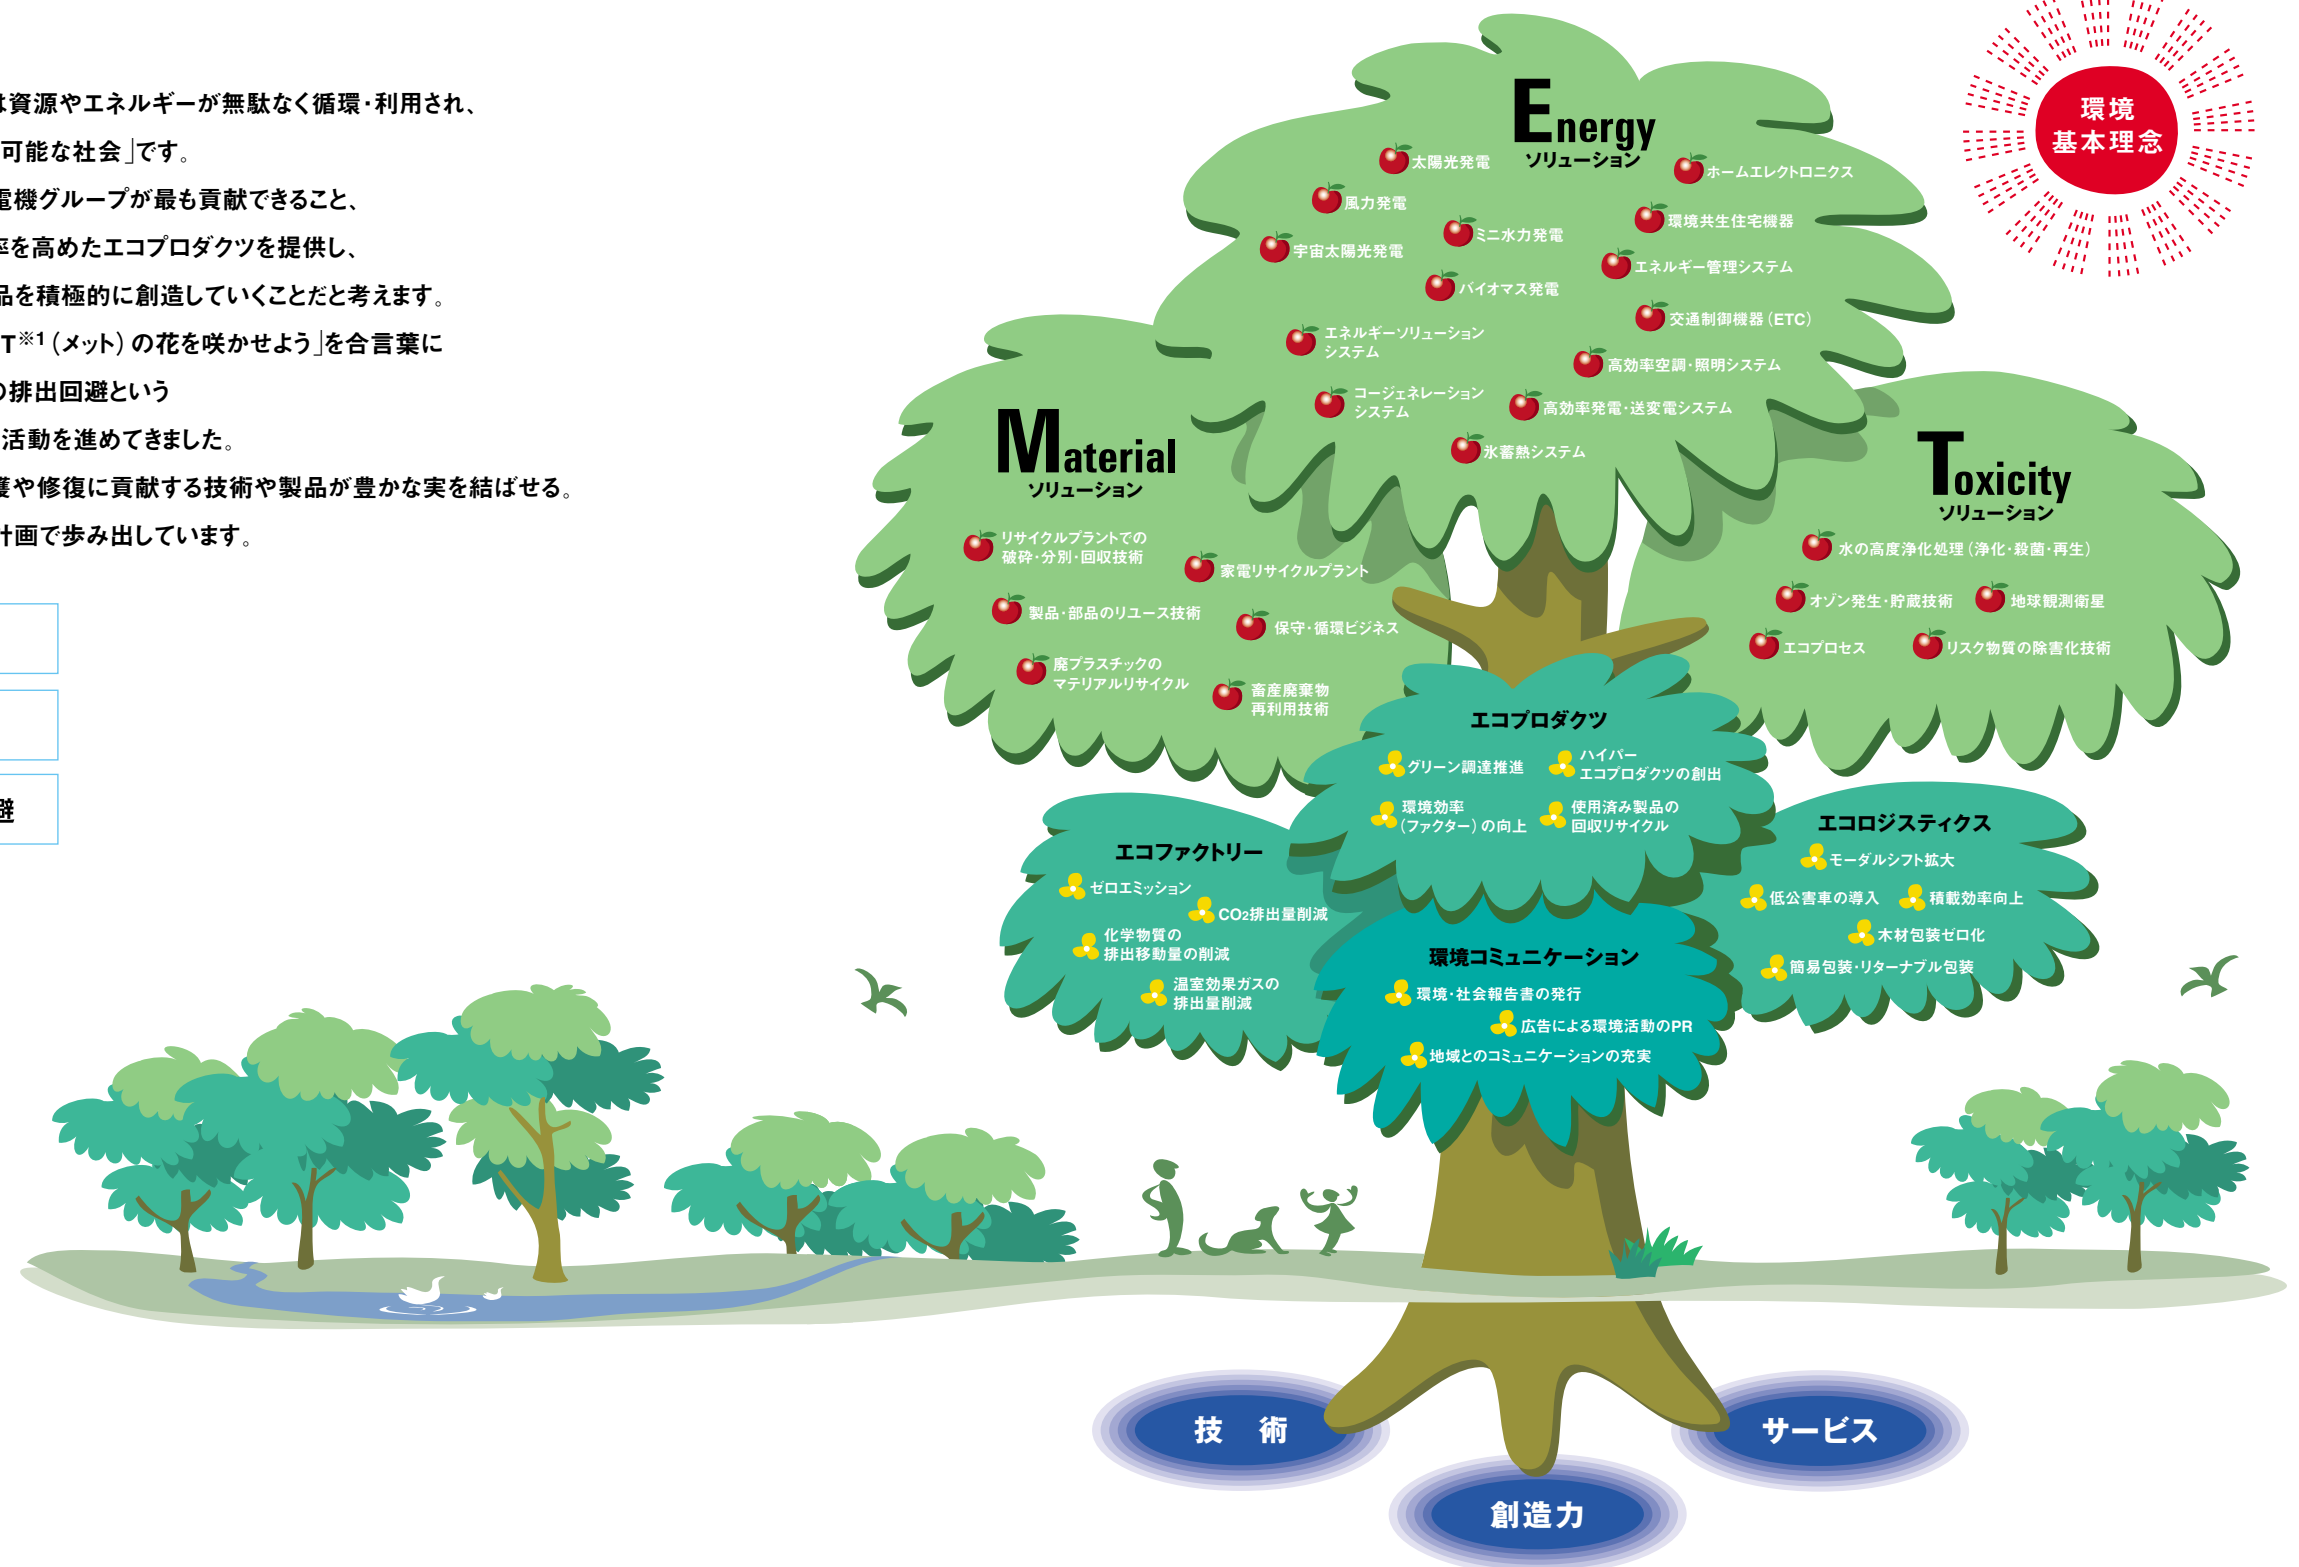 は資源やエネルギーが無駄なく循環・利用され、
可能な社会」です。
電機グループが最も貢献できること、
率を高めたエコプロダクツを提供し、
品を積極的に創造していくことだと考えます。
T※1（メット）の花を咲かせよう」を合言葉に
の排出回避という
活動を進めてきました。
護や修復に貢献する技術や製品が豊かな実を結ばせる。
計画で歩み出しています。
避
環境
基本理念
Energy
ソリューション
太陽光発電
風力発電
宇宙太陽光発電
ミニ水力発電
バイオマス発電
エネルギーソリューション
システム
コージェネレーション
システム
氷蓄熱システム
ホームエレクトロニクス
環境共生住宅機器
エネルギー管理システム
交通制御機器（ETC）
高効率空調・照明システム
高効率発電・送変電システム
Material
ソリューション
リサイクルプラントでの
破砕・分別・回収技術
家電リサイクルプラント
製品・部品のリユース技術
保守・循環ビジネス
廃プラスチックの
マテリアルリサイクル
畜産廃棄物
再利用技術
Toxicity
ソリューション
水の高度浄化処理（浄化・殺菌・再生）
オゾン発生・貯蔵技術
地球観測衛星
エコプロセス
リスク物質の除害化技術
エコプロダクツ
グリーン調達推進
ハイパー
エコプロダクツの創出
環境効率
（ファクター）の向上
使用済み製品の
回収リサイクル
エコファクトリー
ゼロエミッション
CO2排出量削減
化学物質の
排出移動量の削減
温室効果ガスの
排出量削減
エコロジスティクス
モーダルシフト拡大
低公害車の導入
積載効率向上
木材包装ゼロ化
簡易包装・リターナブル包装
環境コミュニケーション
環境・社会報告書の発行
広告による環境活動のPR
地域とのコミュニケーションの充実
技 術
サービス
創造力